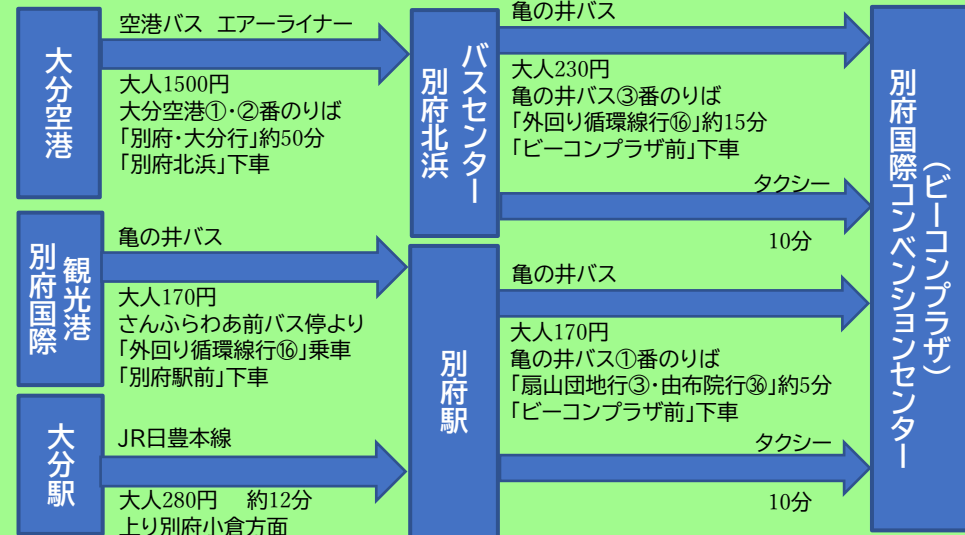 大分空港
空港バス エアーライナー
大人1500円
大分空港①・②番のりば
「別府・大分行」約50分
「別府北浜」下車
別府北浜
バスセンター
亀の井バス
大人230円
亀の井バス③番のりば
「外回り循環線行⑯」約15分
「ビーコンプラザ前」下車
タクシー
10分
別府国際
観光港
亀の井バス
大人170円
さんふらわあ前バス停より
「外回り循環線行⑯」乗車
「別府駅前」下車
大分駅
JR日豊本線
大人280円 約12分
上り別府小倉方面
別府駅
亀の井バス
大人170円
亀の井バス①番のりば
「扇山団地行③・由布院行㊱」約5分
「ビーコンプラザ前」下車
タクシー
10分
別府国際コンベンションセンター
（ビーコンプラザ）